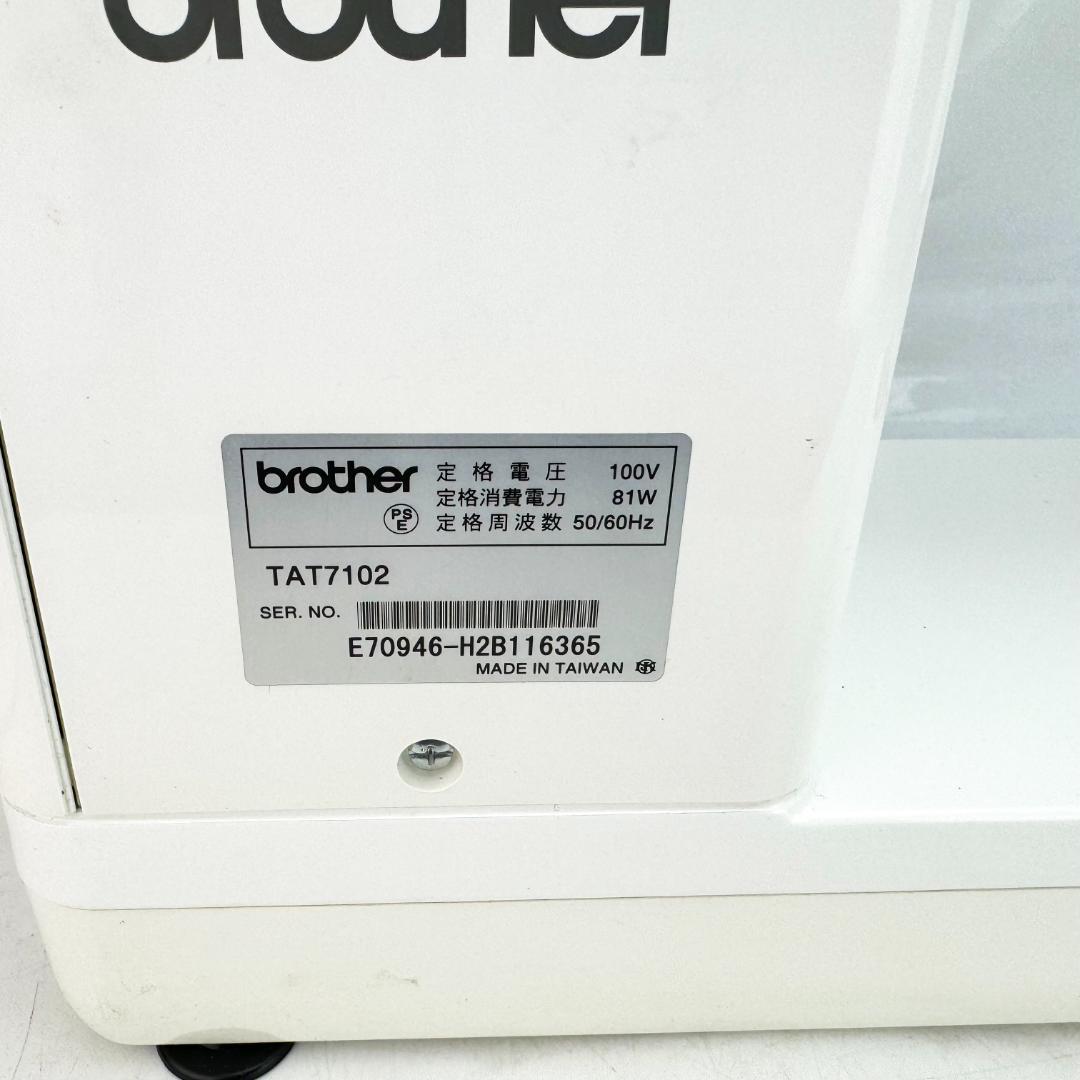 brother
brother 定格電圧 100V
定格消費電力 81W
PSE 定格周波数 50/60Hz
TAT7102
SER. NO.
E70946-H2B116365
MADE IN TAIWAN